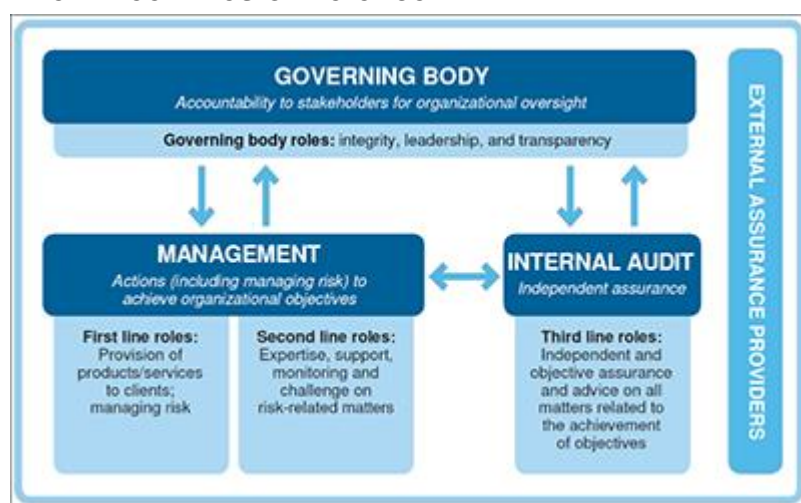 GOVERNING BODY
Accountability to stakeholders for organizational oversight
Governing body roles: integrity, leadership, and transparency
MANAGEMENT
Actions (including managing risk) to
achieve organizational objectives
First line roles:
Provision of
products/services
to clients;
managing risk
Second line roles:
Expertise, support,
monitoring and
challenge on
risk-related matters
INTERNAL AUDIT
Independent assurance
Third line roles:
Independent and
objective assurance
and advice on all
matters related to
the achievement
of objectives
EXTERNAL ASSURANCE PROVIDERS